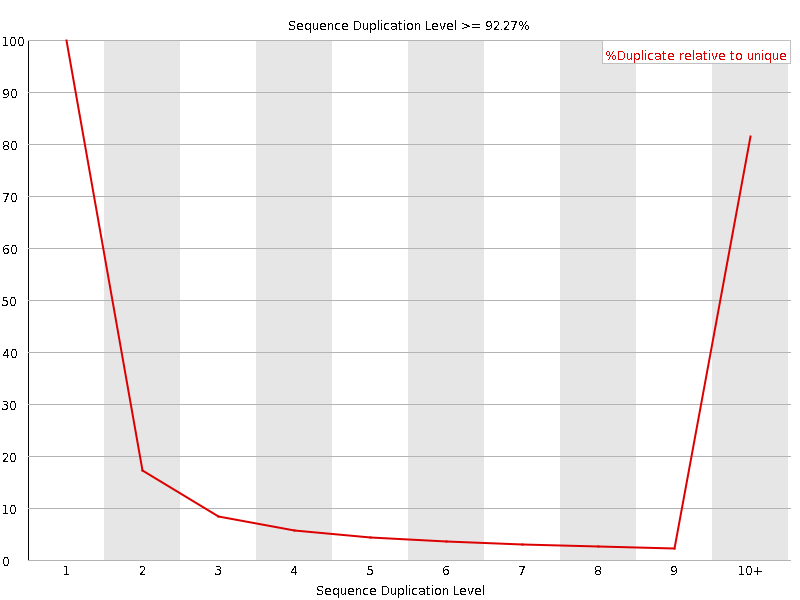 Sequence Duplication Level >= 92.27%
%Duplicate relative to unique
100
90
80
70
60
50
40
30
20
10
0
1 2 3 4 5 6 7 8 9 10+
Sequence Duplication Level